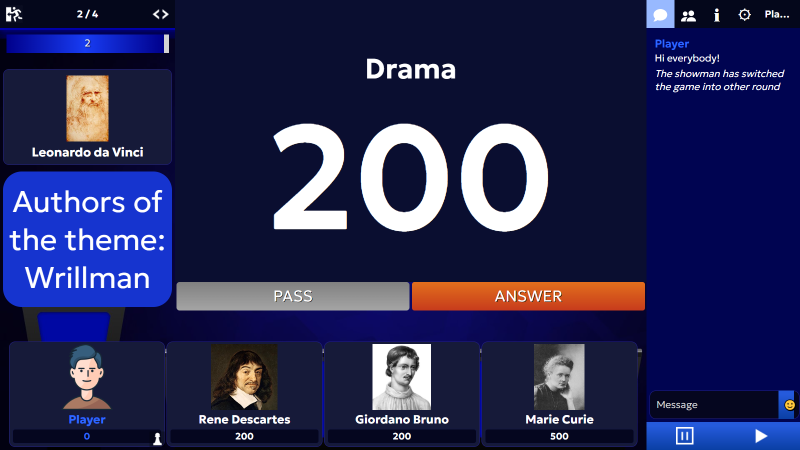 2 / 4
2
Leonardo da Vinci
Authors of
the theme:
Wrillman
Drama
200
PASS
ANSWER
Player
0
Rene Descartes
200
Giordano Bruno
200
Marie Curie
500
Pla...
Player
Hi everybody!
The showman has switched
the game into other round
Message